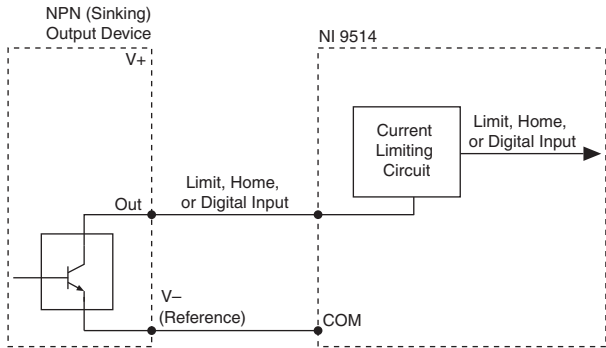 NPN (Sinking)
Output Device
V+
NI 9514
Current
Limiting
Circuit
Limit, Home,
or Digital Input
Limit, Home,
or Digital Input
Out
V–
(Reference)
COM